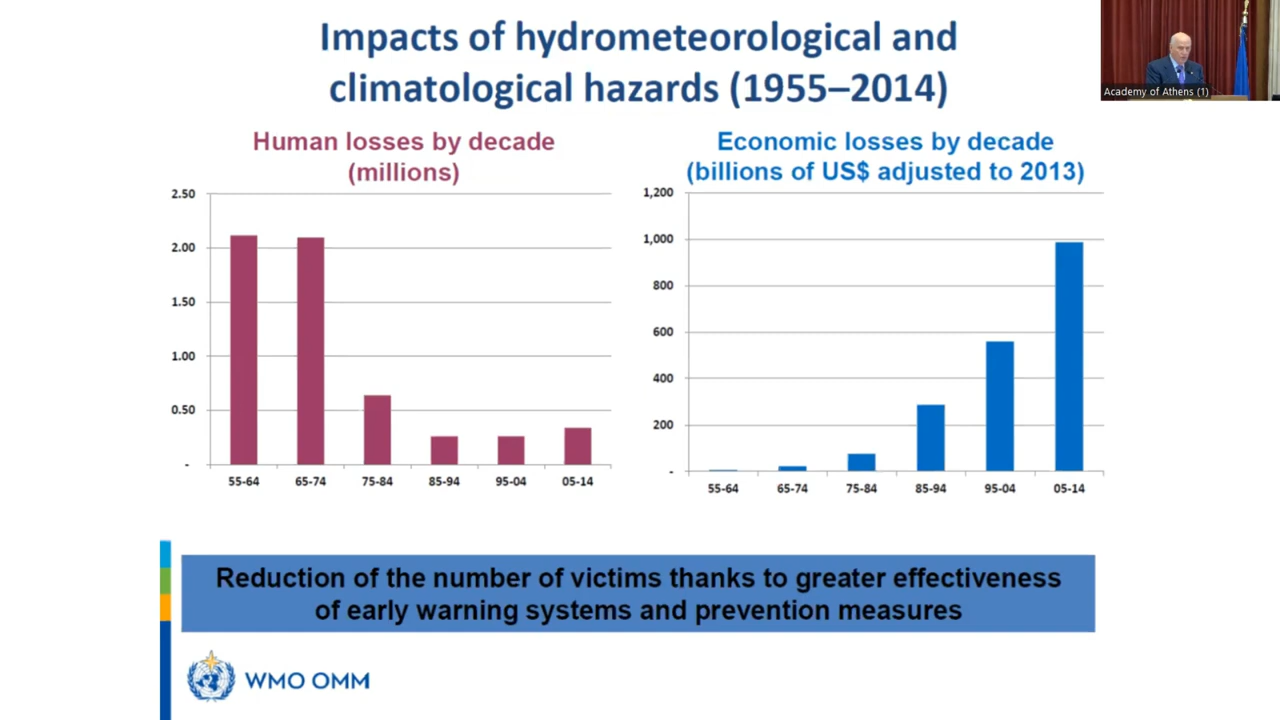 Impacts of hydrometeorological and
climatological hazards (1955–2014)
Academy of Athens (1)
Human losses by decade
(millions)
2.50
2.00
1.50
1.00
0.50
-
55-64 65-74 75-84 85-94 95-04 05-14
Economic losses by decade
(billions of US$ adjusted to 2013)
1,200
1,000
800
600
400
200
-
55-64 65-74 75-84 85-94 95-04 05-14
Reduction of the number of victims thanks to greater effectiveness
of early warning systems and prevention measures
WMO OMM